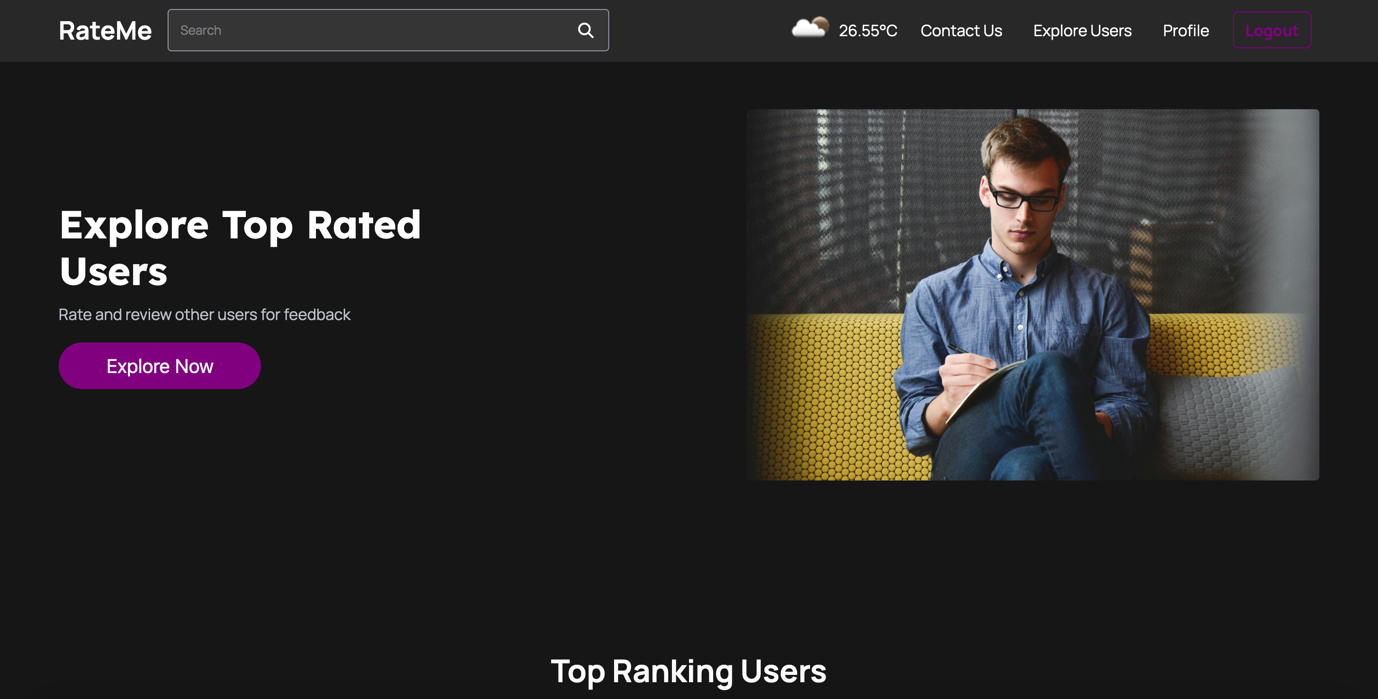 RateMe
Search
26.55°C
Contact Us
Explore Users
Profile
Logout
Explore Top Rated
Users
Rate and review other users for feedback
Explore Now
Top Ranking Users